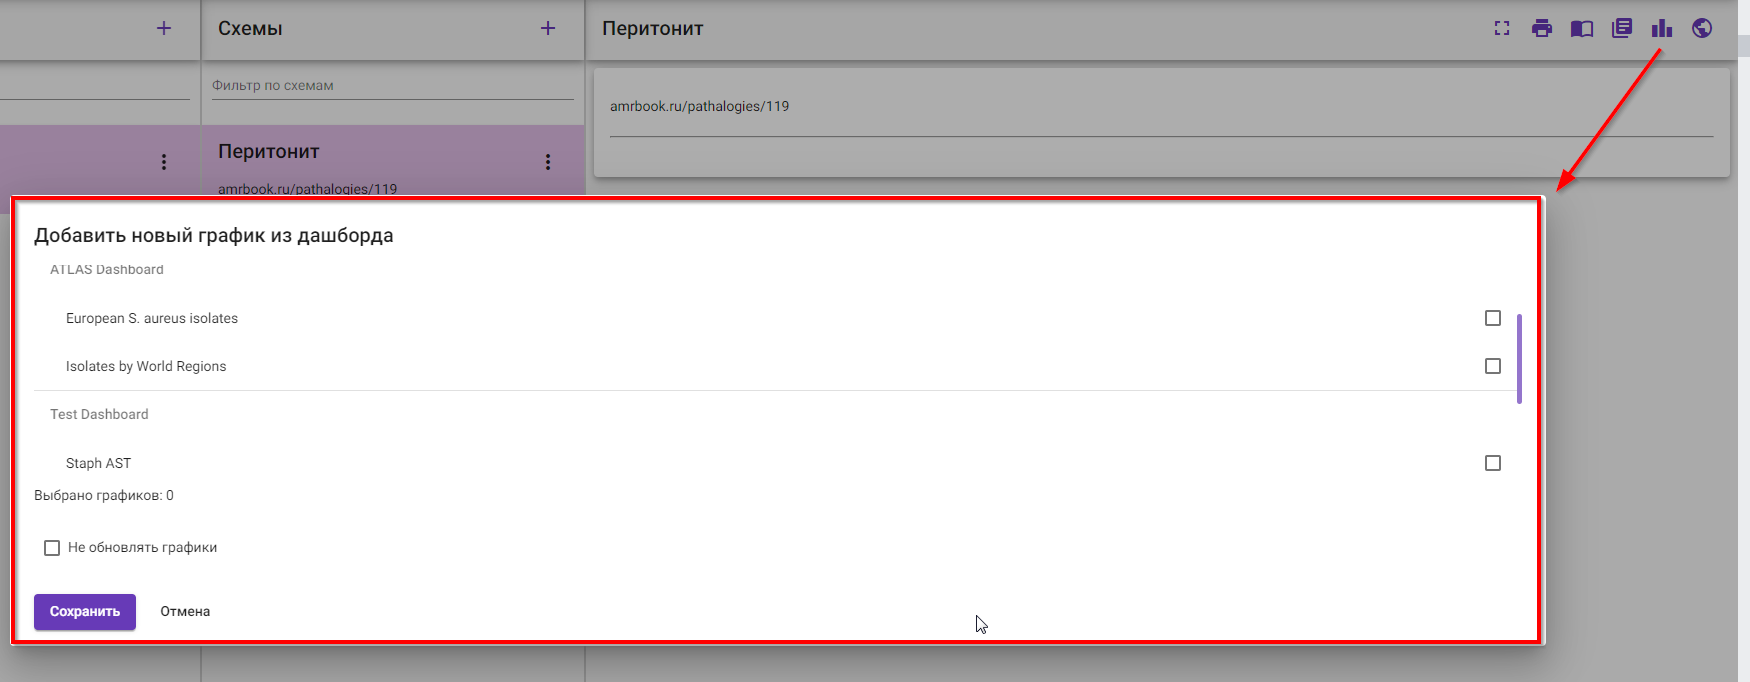 Схемы
Перитонит
Фильтр по схемам
amrbook.ru/pathalogies/119
Перитонит
amrbook.ru/pathalogies/119
Добавить новый график из дашборда
ATLAS Dashboard
European S. aureus isolates
Isolates by World Regions
Test Dashboard
Staph AST
Выбрано графиков: 0
Не обновлять графики
Сохранить Отмена